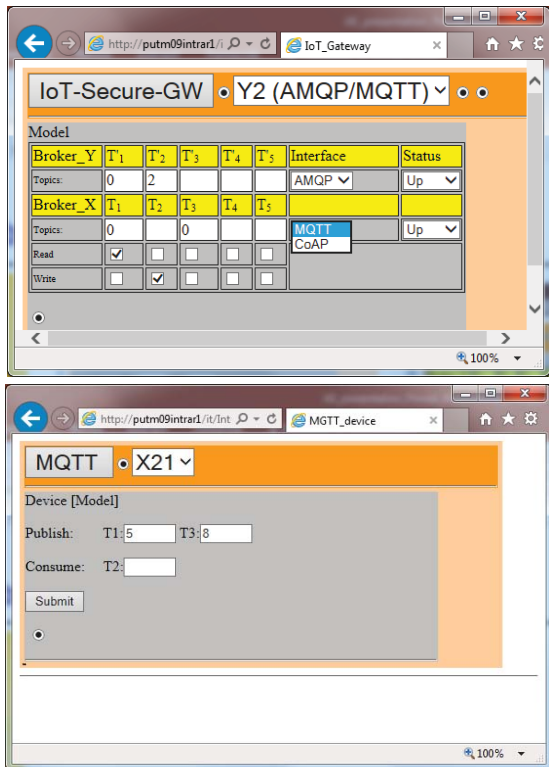 http://putm09intrar1/i
IoT_Gateway
IoT-Secure-GW
Y2 (AMQP/MQTT)
Model
Broker_Y T'1 T'2 T'3 T'4 T'5 Interface Status
Topics: 0 2 AMQP Up
Broker_X T1 T2 T3 T4 T5
Topics: 0 0 MQTT Up
CoAP
Read
Write
100%
http://putm09intrar1/it/Int
MGTT_device
MQTT
X21
Device [Model]
Publish: T1: 5 T3: 8
Consume: T2:
Submit
100%